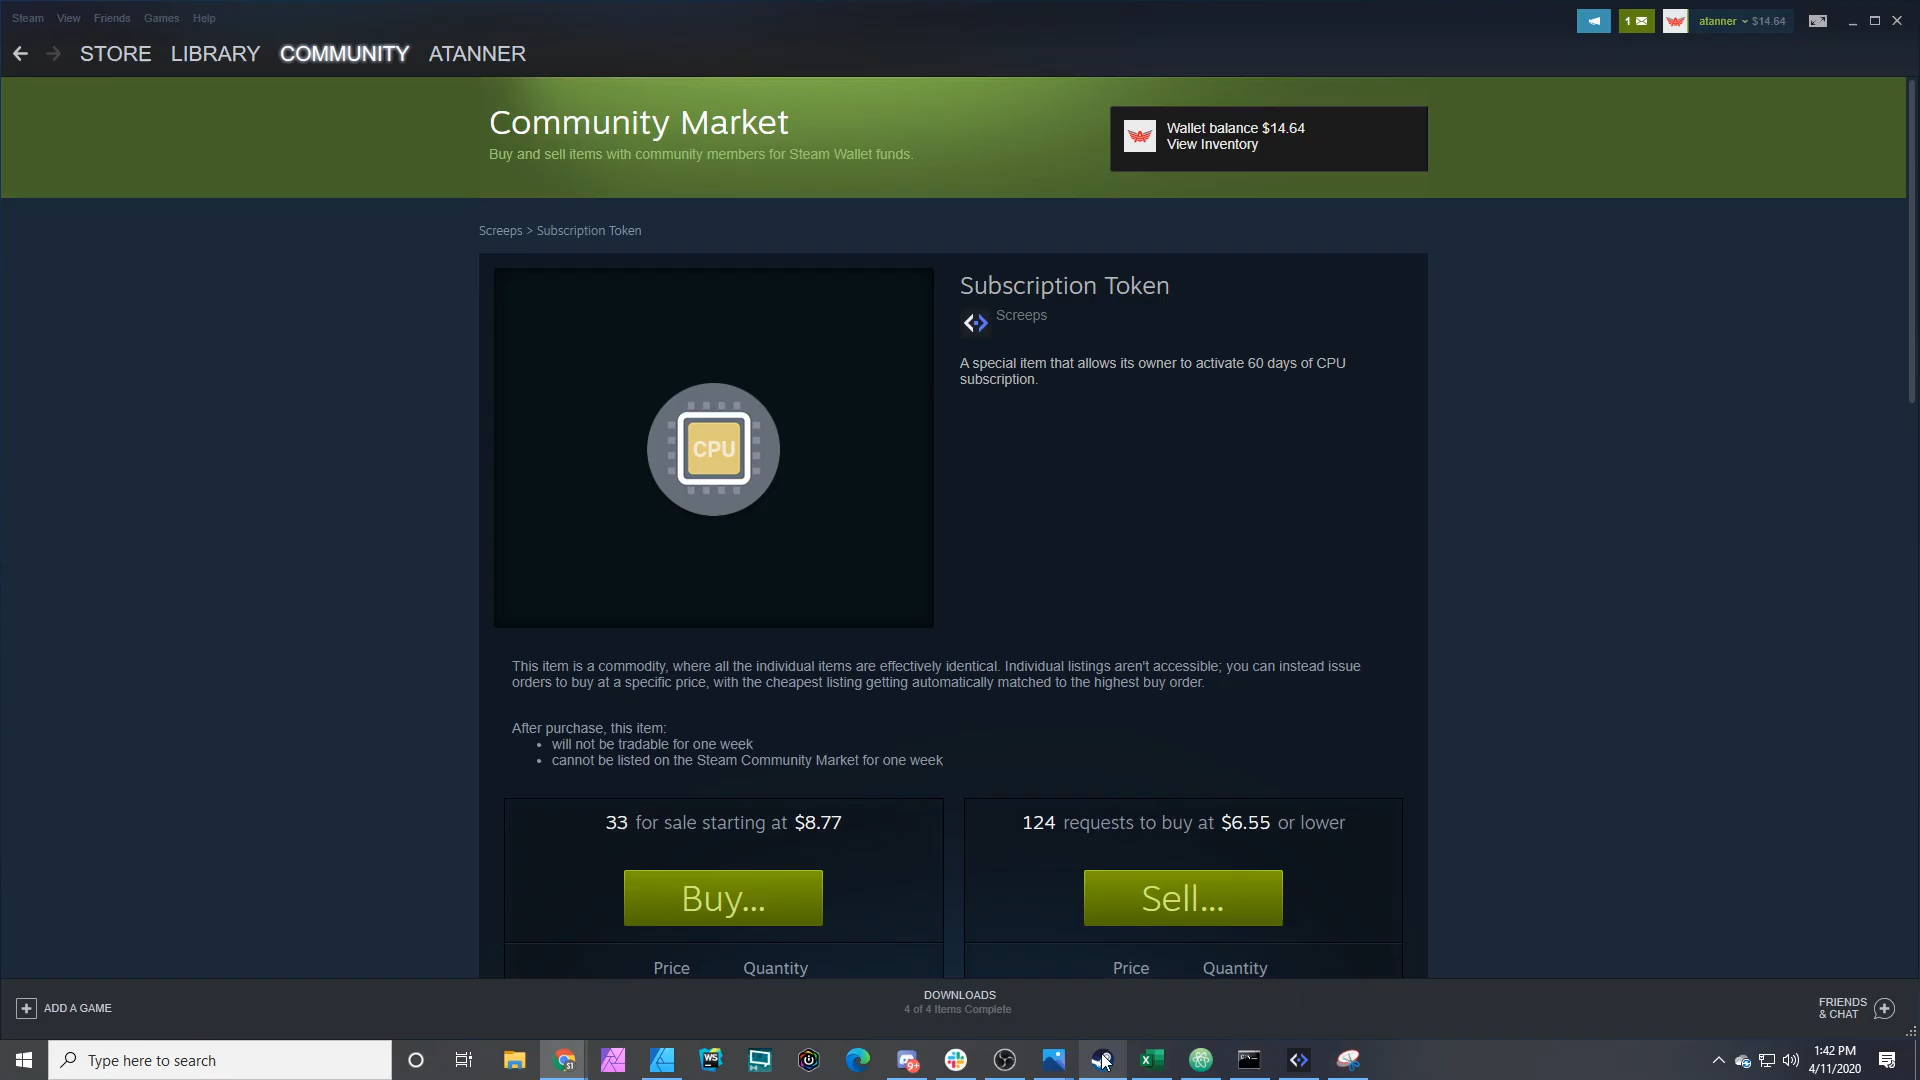 Steam View Friends Games Help
1 atanner $14.64
STORE LIBRARY COMMUNITY ATANNER
Community Market
Buy and sell items with community members for Steam Wallet funds.
Wallet balance $14.64
View Inventory
Screeps > Subscription Token
CPU
Subscription Token
Screeps
A special item that allows its owner to activate 60 days of CPU
subscription.
This item is a commodity, where all the individual items are effectively identical. Individual listings aren't accessible; you can instead issue
orders to buy at a specific price, with the cheapest listing getting automatically matched to the highest buy order.
After purchase, this item:
• will not be tradable for one week
• cannot be listed on the Steam Community Market for one week
33 for sale starting at $8.77
Buy...
Price Quantity
124 requests to buy at $6.55 or lower
Sell...
Price Quantity
ADD A GAME
DOWNLOADS
4 of 4 Items Complete
FRIENDS
& CHAT
Type here to search
S1
WS
9+
1:42 PM
4/11/2020